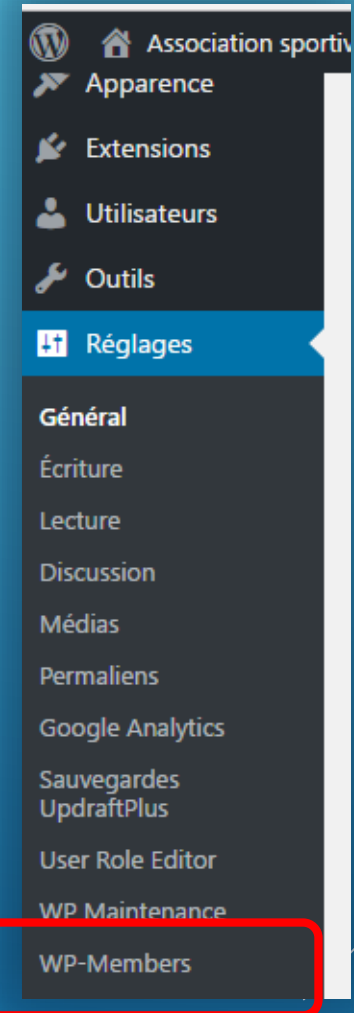 Association sportiv
Apparence
Extensions
Utilisateurs
Outils
Réglages
Général
Écriture
Lecture
Discussion
Médias
Permaliens
Google Analytics
Sauvegardes
UpdraftPlus
User Role Editor
WP Maintenance
WP-Members